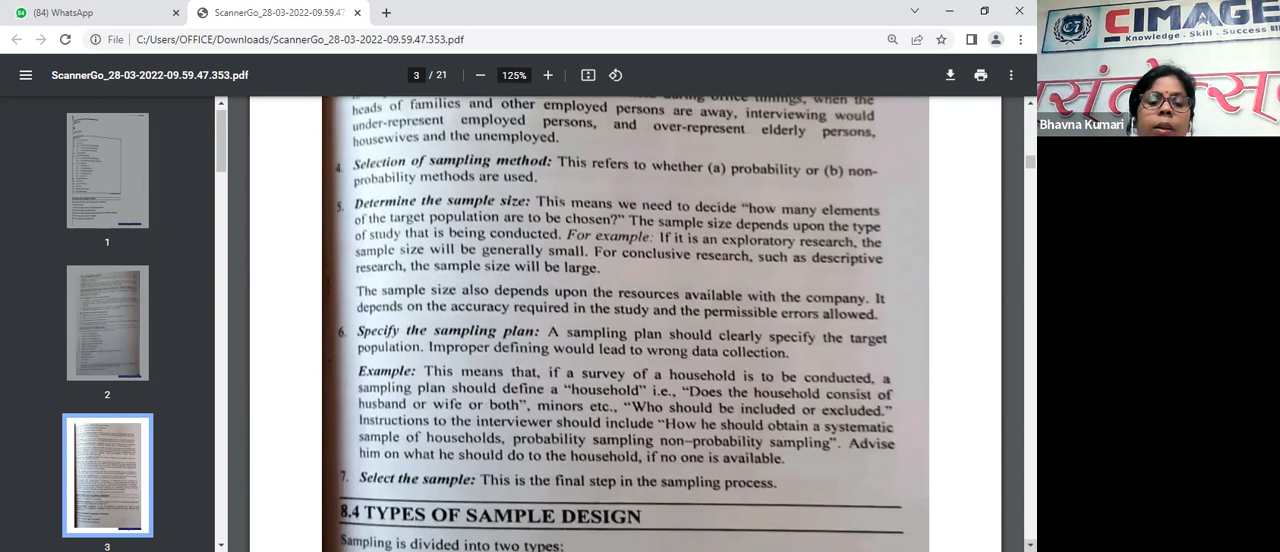 (84) WhatsApp
ScannerGo_28-03-2022-09.59.47.353.pdf
File
C:/Users/OFFICE/Downloads/ScannerGo_28-03-2022-09.59.47.353.pdf
ScannerGo_28-03-2022-09.59.47.353.pdf
3 / 21
125%
1
2
3
during office timings, when the
heads of families and other employed persons are away, interviewing would
under-represent employed persons, and over-represent elderly persons,
housewives and the unemployed.
4. Selection of sampling method: This refers to whether (a) probability or (b) non-
probability methods are used.
5. Determine the sample size: This means we need to decide “how many elements
of the target population are to be chosen?” The sample size depends upon the type
of study that is being conducted. For example: If it is an exploratory research, the
sample size will be generally small. For conclusive research, such as descriptive
research, the sample size will be large.
The sample size also depends upon the resources available with the company. It
depends on the accuracy required in the study and the permissible errors allowed.
6. Specify the sampling plan: A sampling plan should clearly specify the target
population. Improper defining would lead to wrong data collection.
Example: This means that, if a survey of a household is to be conducted, a
sampling plan should define a “household” i.e., “Does the household consist of
husband or wife or both”, minors etc., “Who should be included or excluded.”
Instructions to the interviewer should include “How he should obtain a systematic
sample of households, probability sampling non–probability sampling”. Advise
him on what he should do to the household, if no one is available.
7. Select the sample: This is the final step in the sampling process.
8.4 TYPES OF SAMPLE DESIGN
Sampling is divided into two types:
CIMAGE
Knowledge . Skill . Success
Bhavna Kumari